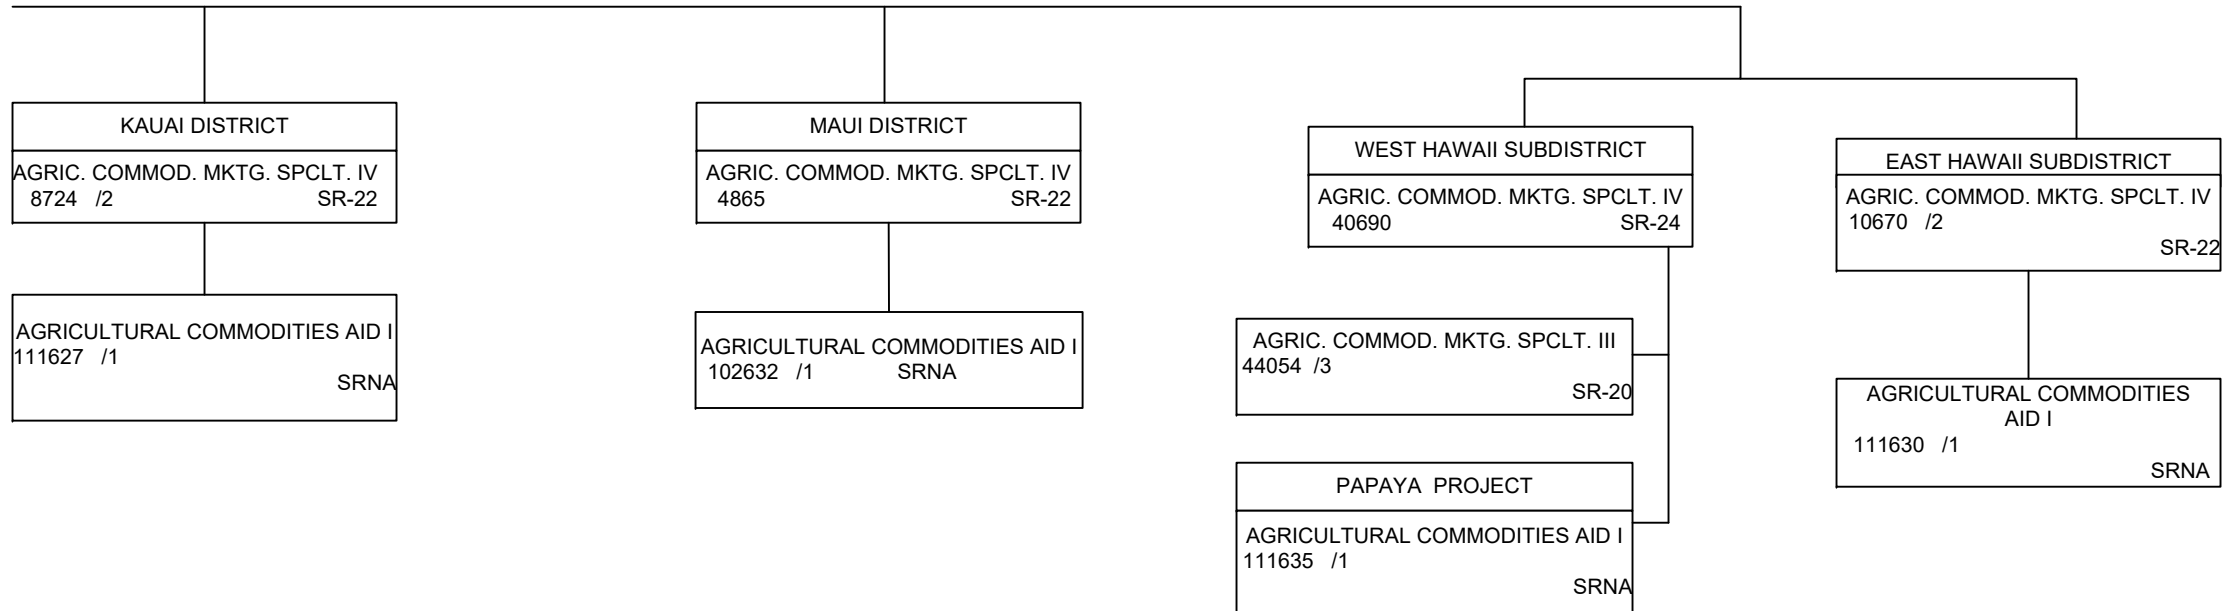 KAUAI DISTRICT
AGRIC. COMMOD. MKTG. SPCLT. IV
8724 /2 SR-22
AGRICULTURAL COMMODITIES AID I
111627 /1
SRNA
MAUI DISTRICT
AGRIC. COMMOD. MKTG. SPCLT. IV
4865 SR-22
AGRICULTURAL COMMODITIES AID I
102632 /1 SRNA
WEST HAWAII SUBDISTRICT
AGRIC. COMMOD. MKTG. SPCLT. IV
40690 SR-24
AGRIC. COMMOD. MKTG. SPCLT. III
44054 /3
SR-20
PAPAYA PROJECT
AGRICULTURAL COMMODITIES AID I
111635 /1
SRNA
EAST HAWAII SUBDISTRICT
AGRIC. COMMOD. MKTG. SPCLT. IV
10670 /2
SR-22
AGRICULTURAL COMMODITIES
AID I
111630 /1
SRNA